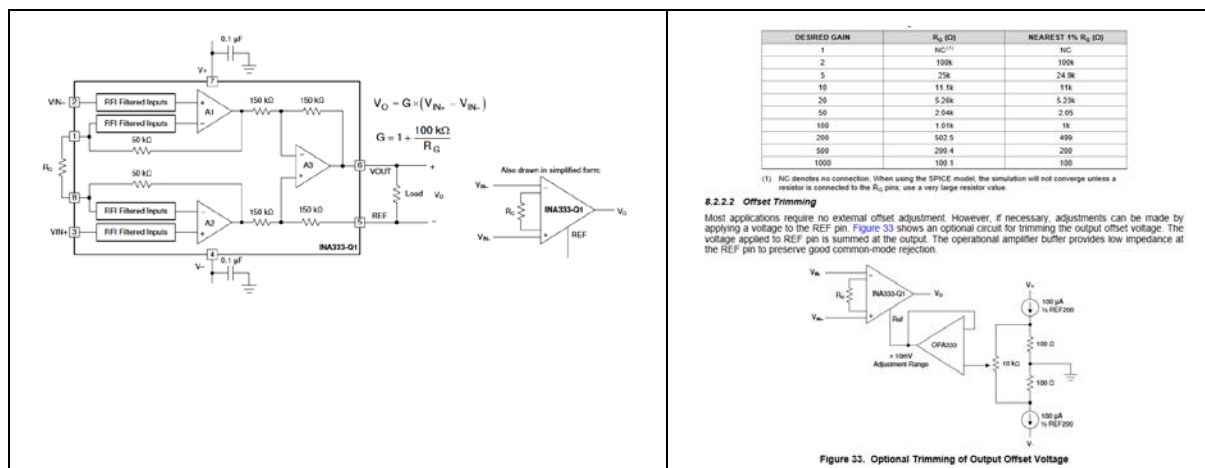 0.1 µF
V+
7
VIN– 2 RFI Filtered Inputs
A1
150 kΩ 150 kΩ
RFI Filtered Inputs
1
50 kΩ
A3
6
VOUT
RG
50 kΩ
Load VO
8
RFI Filtered Inputs
A2
150 kΩ 150 kΩ
5
REF
VIN+ 3 RFI Filtered Inputs
INA333-Q1
4
V–
0.1 µF
VO = G × (VIN+ – VIN–)
G = 1 + 100 kΩ / RG
Also drawn in simplified form:
VIN–
RG
INA333-Q1
VO
VIN–
REF
DESIRED GAIN RG (Ω) NEAREST 1% RG (Ω)
1 NC(1) NC
2 100k 100k
5 25k 24.9k
10 11.1k 11k
20 5.26k 5.23k
50 2.04k 2.05
100 1.01k 1k
200 502.5 499
500 200.4 200
1000 100.1 100
(1) NC denotes no connection. When using the SPICE model, the simulation will not converge unless a
resistor is connected to the RG pins; use a very large resistor value.
8.2.2.2 Offset Trimming
Most applications require no external offset adjustment. However, if necessary, adjustments can be made by
applying a voltage to the REF pin. Figure 33 shows an optional circuit for trimming the output offset voltage. The
voltage applied to REF pin is summed at the output. The operational amplifier buffer provides low impedance at
the REF pin to preserve good common-mode rejection.
RG
INA333-Q1
VO
Ref
V+
100 µA
½ REF200
OPA333
100 Ω
10mV
Adjustment Range
10 kΩ
100 Ω
100 µA
½ REF200
V–
Figure 33. Optional Trimming of Output Offset Voltage